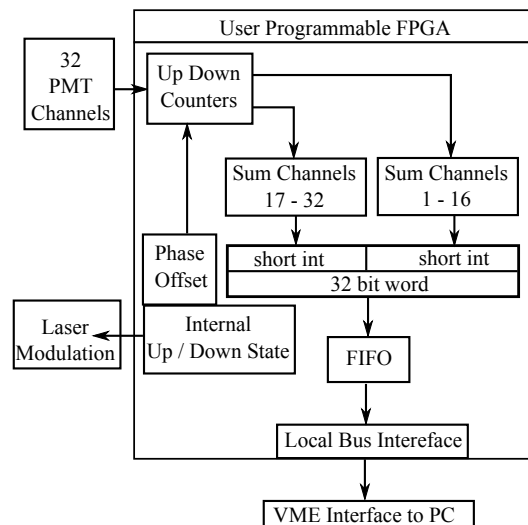 User Programmable FPGA
32
PMT
Channels
Up Down
Counters
Sum Channels
17 - 32
Sum Channels
1 - 16
Phase
Offset
short int
short int
32 bit word
Laser
Modulation
Internal
Up / Down State
FIFO
Local Bus Intereface
VME Interface to PC